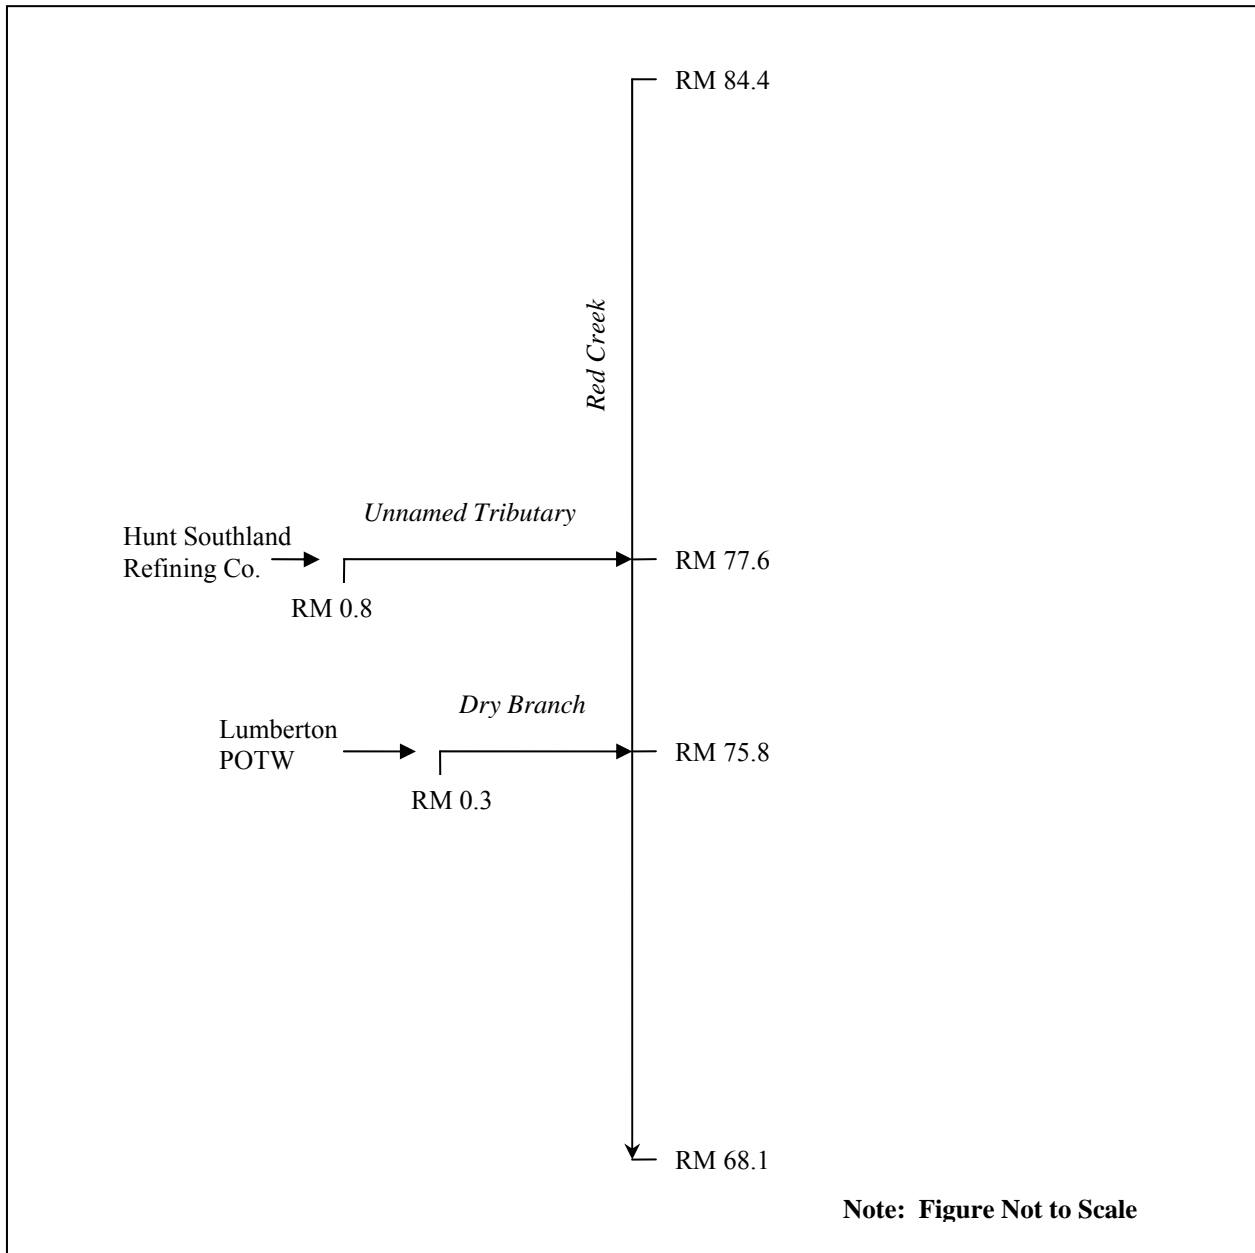 RM 84.4
Red Creek
Unnamed Tributary
Hunt Southland
Refining Co.
RM 77.6
RM 0.8
Dry Branch
Lumberton
POTW
RM 75.8
RM 0.3
RM 68.1
Note: Figure Not to Scale